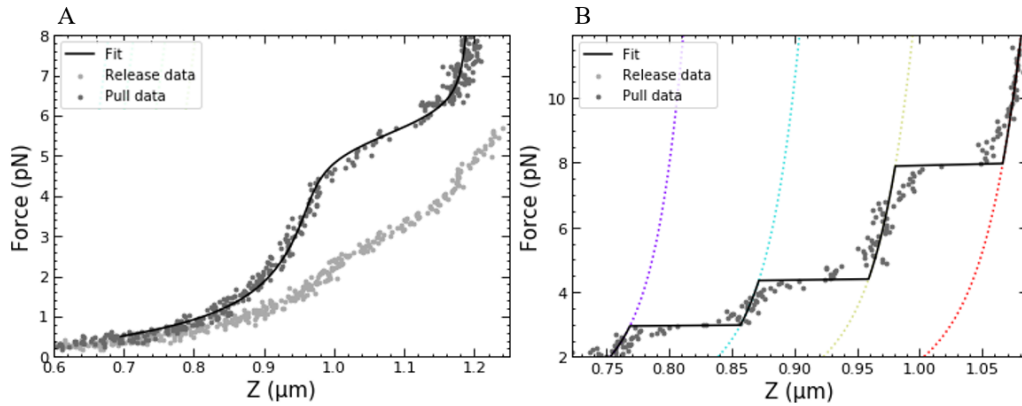 A
B
Fit
Release data
Pull data
Force (pN)
8
7
6
5
4
3
2
1
0
0.6 0.7 0.8 0.9 1.0 1.1 1.2
Z (μm)
Fit
Release data
Pull data
Force (pN)
10
8
6
4
2
0.75 0.80 0.85 0.90 0.95 1.00 1.05
Z (μm)